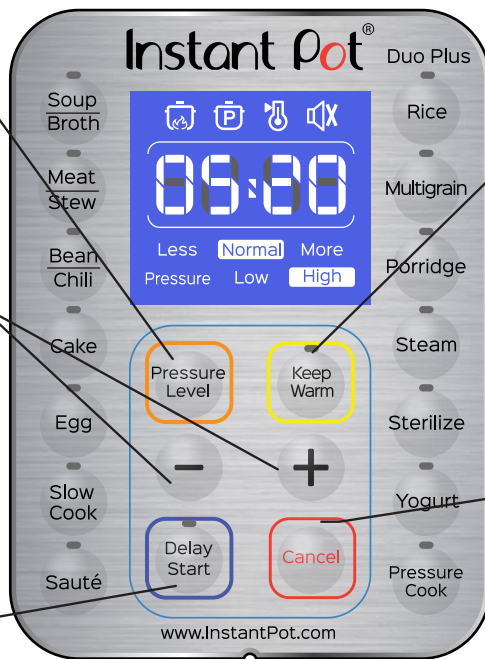 Instant Pot®
Duo Plus
Soup
Broth
Meat
Stew
Bean
Chili
Cake
Egg
Slow
Cook
Sauté
P
05:20
Less Normal More
Pressure Low High
Pressure
Level
Keep
Warm
−
+
Delay
Start
Cancel
www.InstantPot.com
Rice
Multigrain
Porridge
Steam
Sterilize
Yogurt
Pressure
Cook